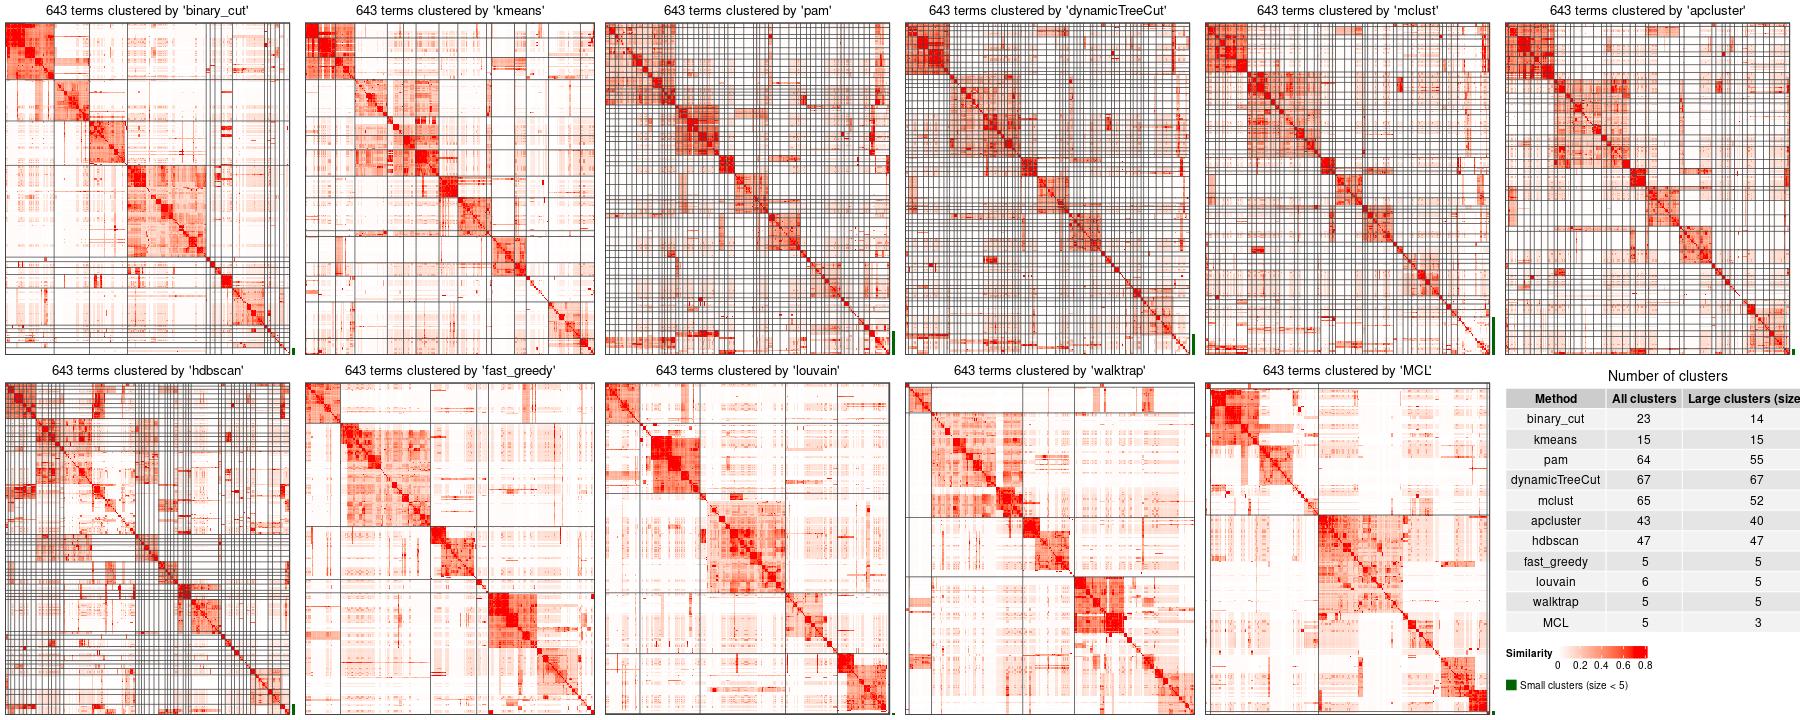 643 terms clustered by 'binary_cut'
643 terms clustered by 'kmeans'
643 terms clustered by 'pam'
643 terms clustered by 'dynamicTreeCut'
643 terms clustered by 'mclust'
643 terms clustered by 'apcluster'
643 terms clustered by 'hdbscan'
643 terms clustered by 'fast_greedy'
643 terms clustered by 'louvain'
643 terms clustered by 'walktrap'
643 terms clustered by 'MCL'
Number of clusters
Method All clusters Large clusters (size
binary_cut 23 14
kmeans 15 15
pam 64 55
dynamicTreeCut 67 67
mclust 65 52
apcluster 43 40
hdbscan 47 47
fast_greedy 5 5
louvain 6 5
walktrap 5 5
MCL 5 3
Similarity
0 0.2 0.4 0.6 0.8
Small clusters (size < 5)